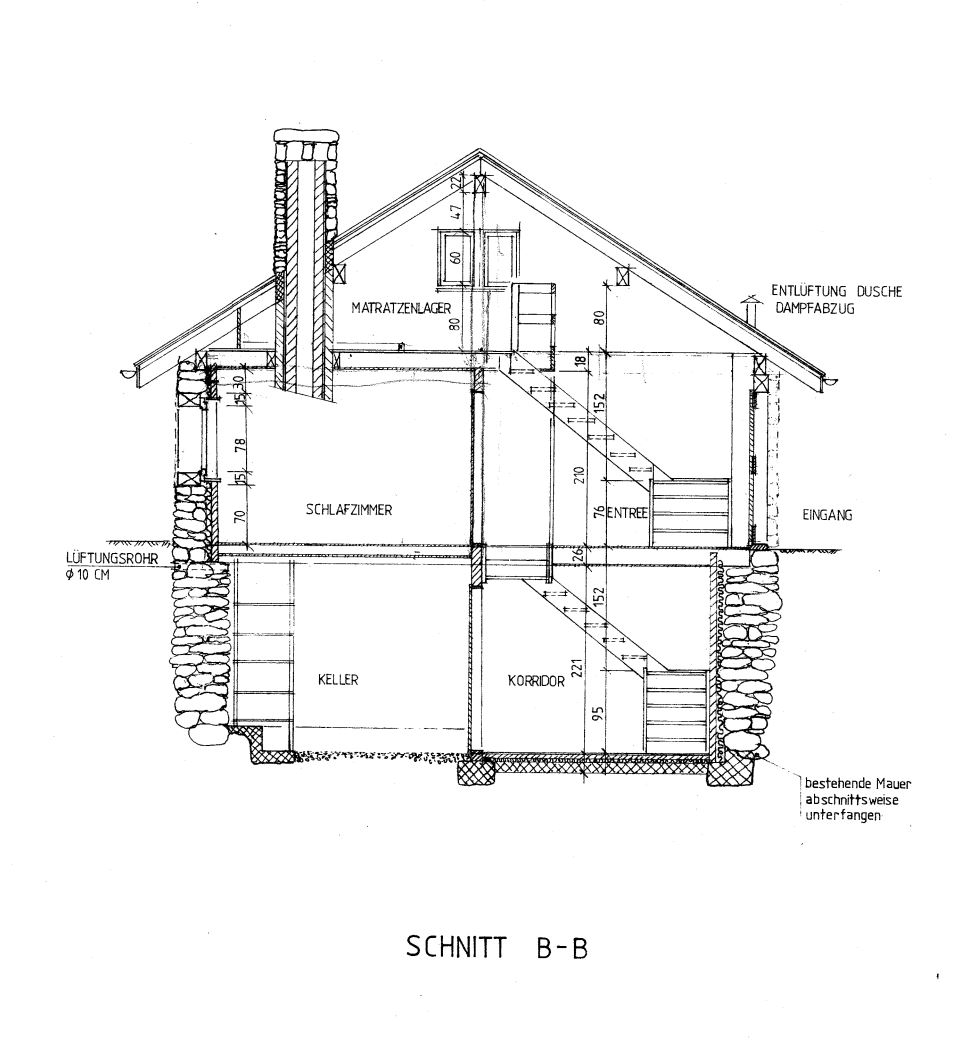 22
47
60
MATRATZENLAGER
80
ENTLÜFTUNG DUSCHE
DAMPFABZUG
80
18
30
15
152
78
210
15
SCHLAFZIMMER
70
76
ENTREE
EINGANG
LÜFTUNGSROHR
ϕ 10 CM
26
152
221
KELLER
KORRIDOR
95
bestehende Mauer
abschnittsweise
unterfangen
SCHNITT B-B